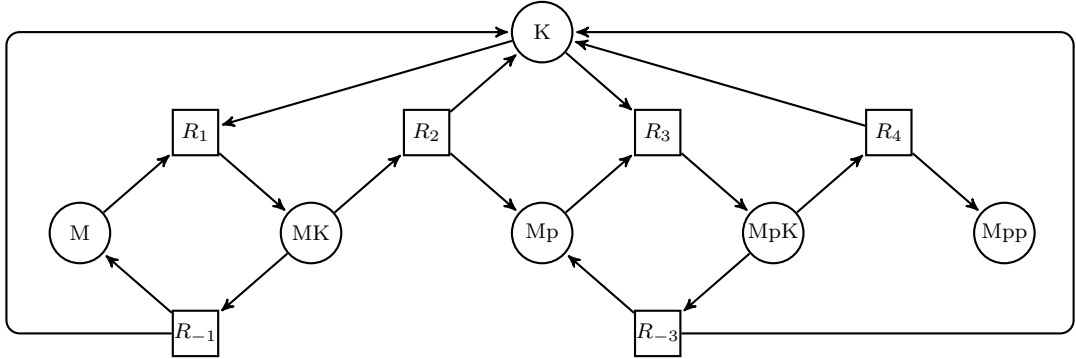 K
R₁ R₂ R₃ R₄
M MK Mp MpK Mpp
R₋₁ R₋₃